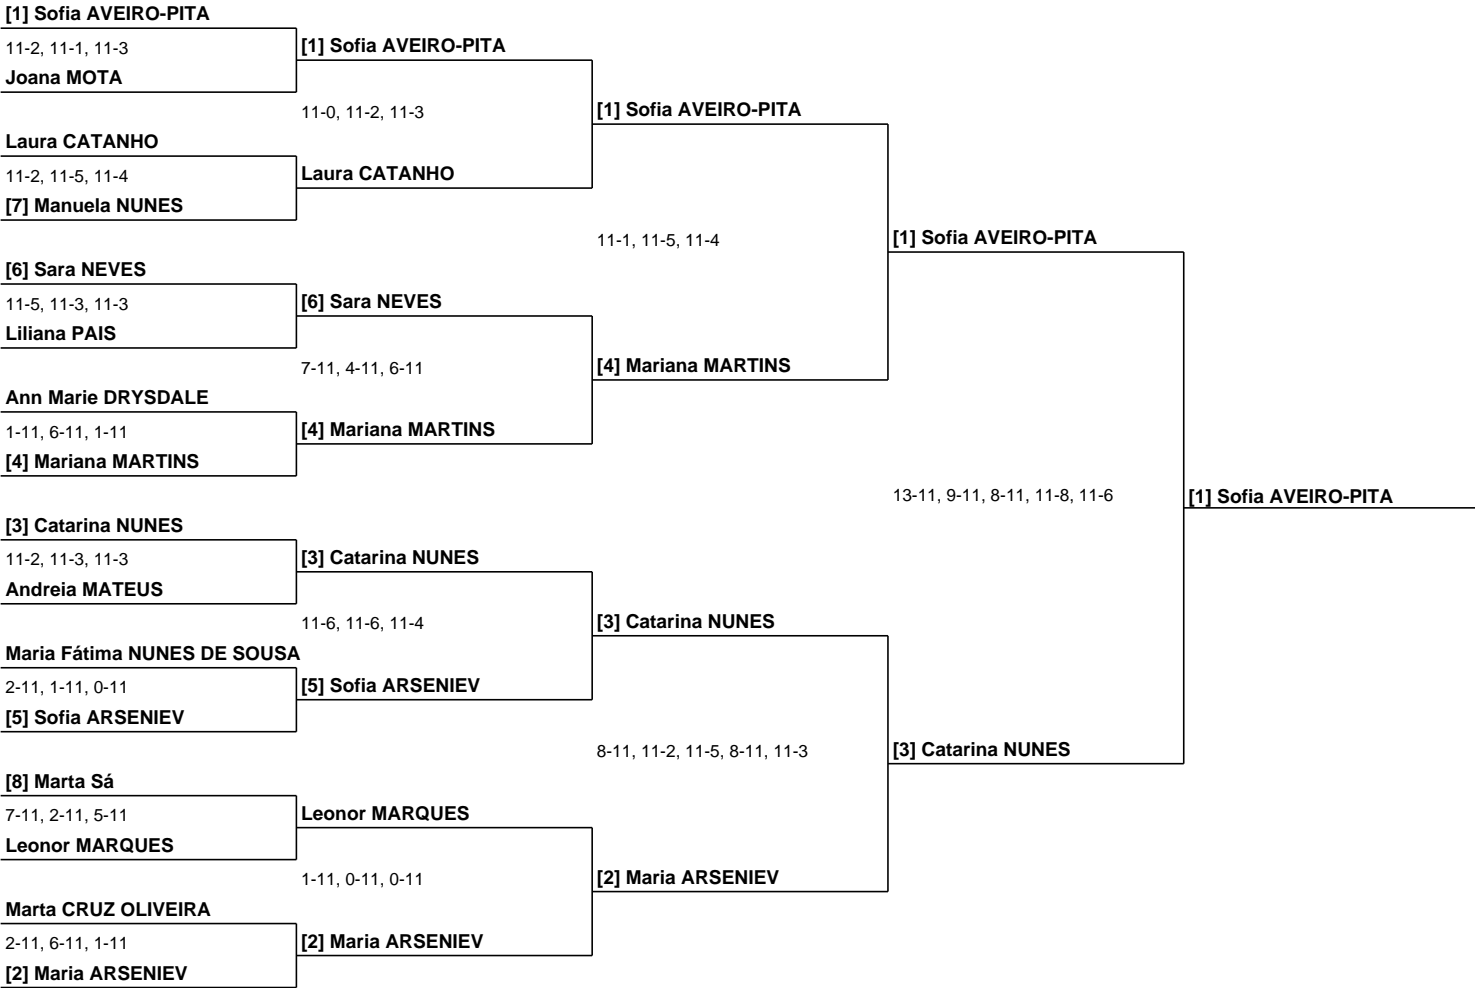 [1] Sofia AVEIRO-PITA
11-2, 11-1, 11-3
Joana MOTA
Laura CATANHO
11-2, 11-5, 11-4
[7] Manuela NUNES
[6] Sara NEVES
11-5, 11-3, 11-3
Liliana PAIS
Ann Marie DRYSDALE
1-11, 6-11, 1-11
[4] Mariana MARTINS
[3] Catarina NUNES
11-2, 11-3, 11-3
Andreia MATEUS
Maria Fátima NUNES DE SOUSA
2-11, 1-11, 0-11
[5] Sofia ARSENIEV
[8] Marta Sá
7-11, 2-11, 5-11
Leonor MARQUES
Marta CRUZ OLIVEIRA
2-11, 6-11, 1-11
[2] Maria ARSENIEV
[1] Sofia AVEIRO-PITA
11-0, 11-2, 11-3
Laura CATANHO
[6] Sara NEVES
7-11, 4-11, 6-11
[4] Mariana MARTINS
[3] Catarina NUNES
11-6, 11-6, 11-4
[5] Sofia ARSENIEV
Leonor MARQUES
1-11, 0-11, 0-11
[2] Maria ARSENIEV
[1] Sofia AVEIRO-PITA
11-1, 11-5, 11-4
[4] Mariana MARTINS
[3] Catarina NUNES
8-11, 11-2, 11-5, 8-11, 11-3
[2] Maria ARSENIEV
[1] Sofia AVEIRO-PITA
13-11, 9-11, 8-11, 11-8, 11-6
[3] Catarina NUNES
[1] Sofia AVEIRO-PITA